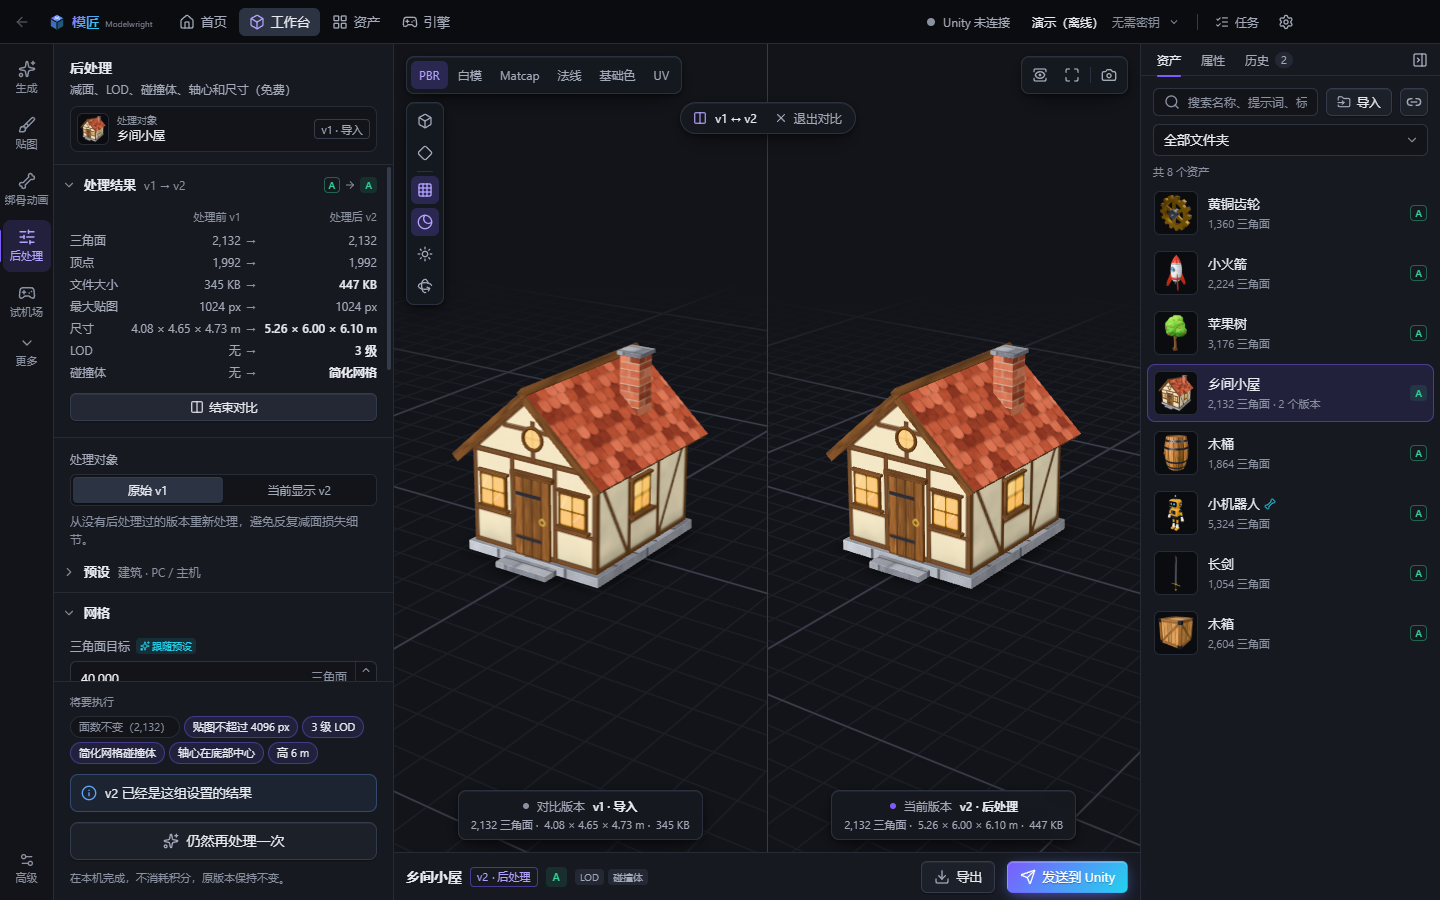 模匠 Modelwright
首页
工作台
资产
引擎
Unity 未连接
演示（离线）
无需密钥
任务
生成
贴图
绑骨动画
后处理
试机场
更多
高级
后处理
减面、LOD、碰撞体、轴心和尺寸（免费）
处理对象
乡间小屋
v1 · 导入
处理结果 v1 → v2
A → A
处理前 v1 处理后 v2
三角面 2,132 → 2,132
顶点 1,992 → 1,992
文件大小 345 KB → 447 KB
最大贴图 1024 px → 1024 px
尺寸 4.08 × 4.65 × 4.73 m → 5.26 × 6.00 × 6.10 m
LOD 无 → 3 级
碰撞体 无 → 简化网格
结束对比
处理对象
原始 v1 当前显示 v2
从没有后处理过的版本重新处理，避免反复减面损失细
节。
预设 建筑 · PC / 主机
网格
三角面目标 跟随预设
40,000 三角面
将要执行
面数不变（2,132）
贴图不超过 4096 px
3 级 LOD
简化网格碰撞体
轴心在底部中心
高 6 m
v2 已经是这组设置的结果
仍然再处理一次
在本机完成，不消耗积分，原版本保持不变。
PBR 白模 Matcap 法线 基础色 UV
v1 ↔ v2 退出对比
对比版本 v1 · 导入
2,132 三角面 · 4.08 × 4.65 × 4.73 m · 345 KB
当前版本 v2 · 后处理
2,132 三角面 · 5.26 × 6.00 × 6.10 m · 447 KB
乡间小屋 v2 · 后处理 A LOD 碰撞体
导出
发送到 Unity
资产 属性 历史 2
搜索名称、提示词、标
导入
全部文件夹
共 8 个资产
黄铜齿轮
1,360 三角面
A
小火箭
2,224 三角面
A
苹果树
3,176 三角面
A
乡间小屋
2,132 三角面 · 2 个版本
A
木桶
1,864 三角面
A
小机器人
5,324 三角面
A
长剑
1,054 三角面
A
木箱
2,604 三角面
A